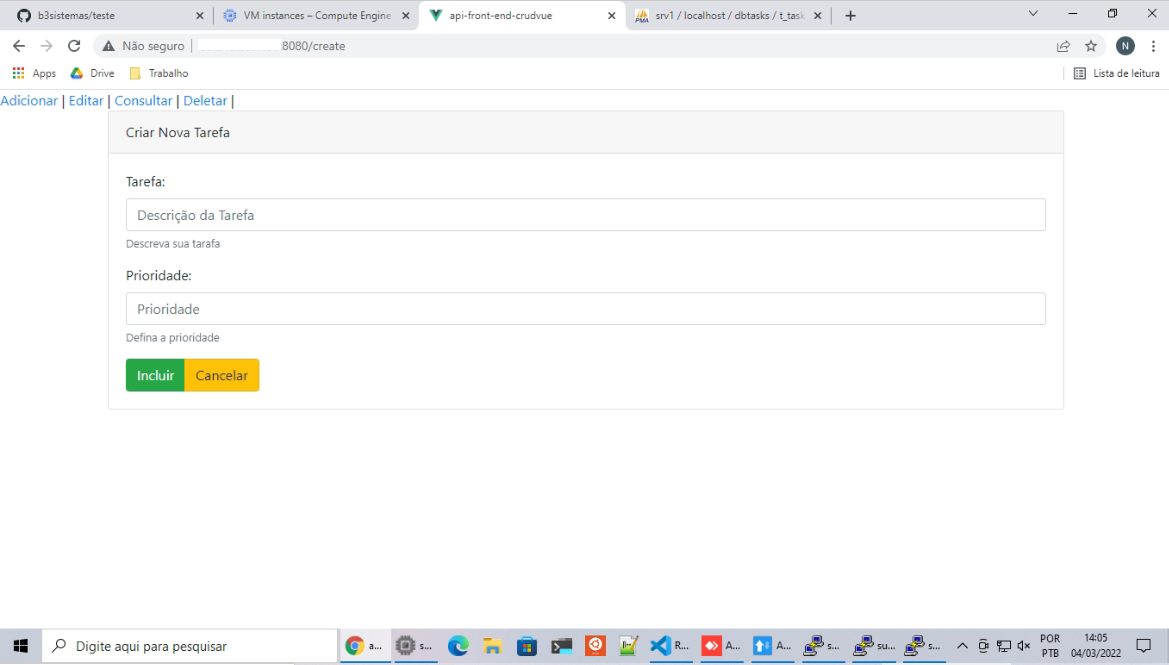 b3sistemas/teste
VM instances – Compute Engine
api-front-end-crudvue
srv1 / localhost / dbtasks / t_task
Não seguro
8080/create
N
Apps
Drive
Trabalho
Lista de leitura
Adicionar | Editar | Consultar | Deletar |
Criar Nova Tarefa
Tarefa:
Descrição da Tarefa
Descreva sua tarafa
Prioridade:
Prioridade
Defina a prioridade
Incluir
Cancelar
Digite aqui para pesquisar
a...
s...
R...
A...
A...
s...
su...
s...
POR
PTB
14:05
04/03/2022